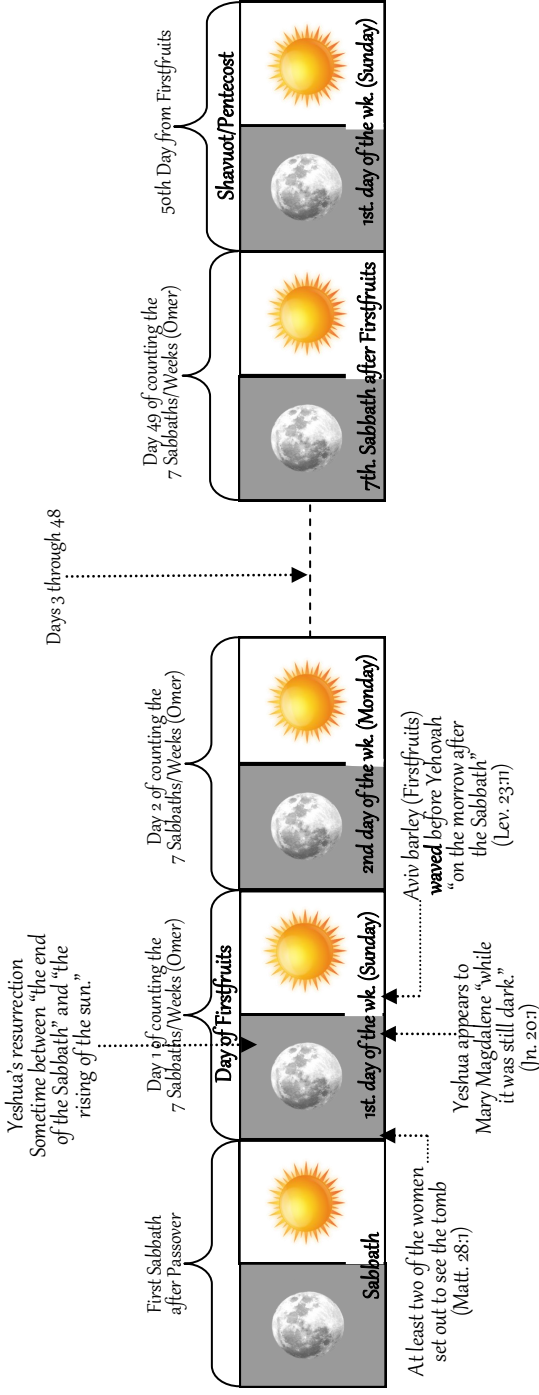 Yeshua's resurrection
Sometime between "the end
of the Sabbath" and "the
rising of the sun."
Days 3 through 48
First Sabbath
after Passover
Day 1 of counting the
7 Sabbaths/Weeks (Omer)
Day 2 of counting the
7 Sabbaths/Weeks (Omer)
Day 49 of counting the
7 Sabbaths/Weeks (Omer)
50th Day from Firstfruits
Day of Firstfruits
Shavuot/Pentecost
Sabbath
1st. day of the wk. (Sunday)
2nd day of the wk. (Monday)
7th. Sabbath after Firstfruits
1st. day of the wk. (Sunday)
At least two of the women
set out to see the tomb
(Matt. 28:1)
Yeshua appears to
Mary Magdalene "while
it was still dark."
(Jn. 20:1)
Aviv barley (Firstfruits)
waved before Yehovah
"on the morrow after
the Sabbath"
(Lev. 23:11)